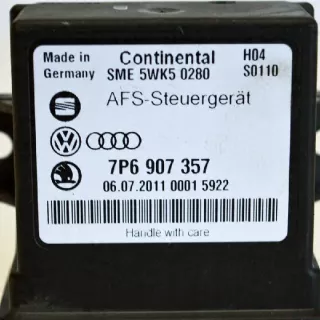 Made in Continental H04
Germany SME 5WK5 0280 S0110
AFS-Steuergerät
7P6 907 357
06.07.2011 0001 5922
Handle with care